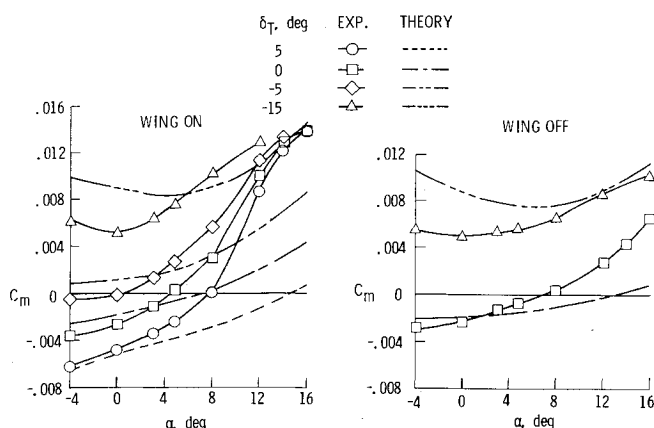 δT, deg EXP. THEORY
5
0
-5
-15
WING ON
.016
.012
.008
.004
0
-.004
-.008
Cm
-4 0 4 8 12 16
α, deg
WING OFF
.012
.008
.004
0
-.004
-.008
Cm
-4 0 4 8 12 16
α, deg